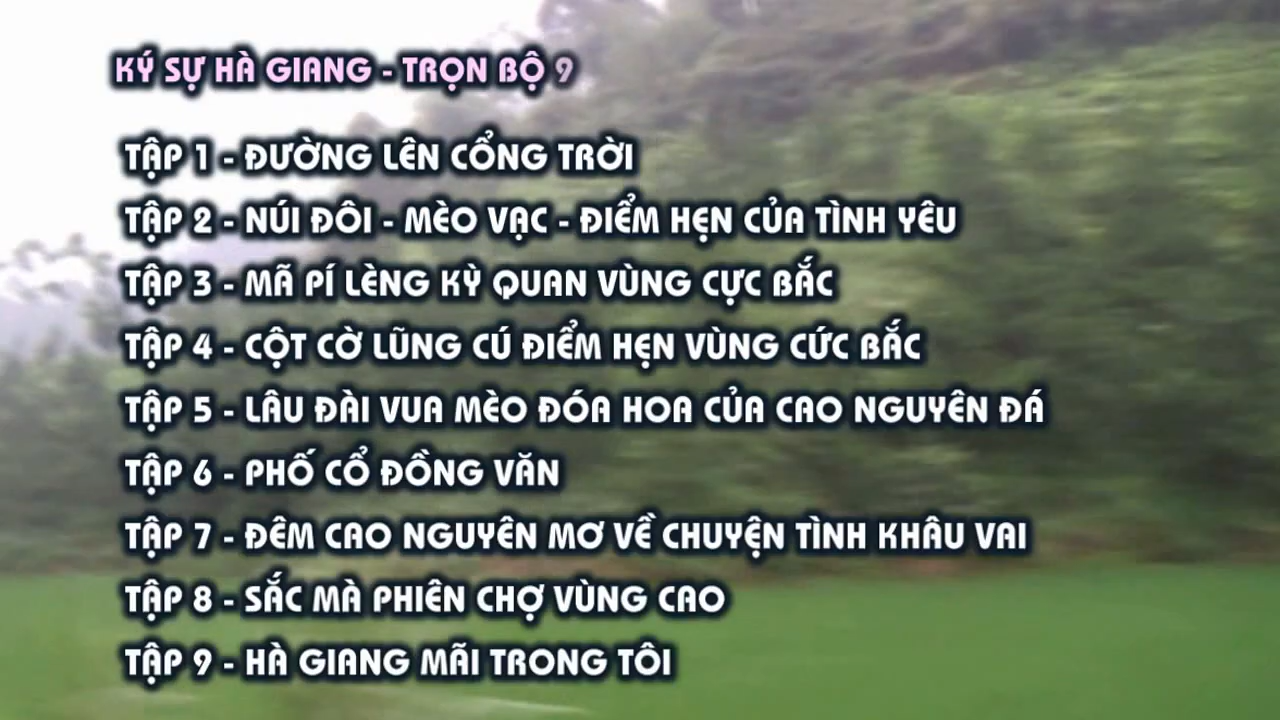 KÝ SỰ HÀ GIANG - TRỌN BỘ 9
TẬP 1 - ĐƯỜNG LÊN CỔNG TRỜI
TẬP 2 - NÚI ĐÔI - MÈO VẠC - ĐIỂM HẸN CỦA TÌNH YÊU
TẬP 3 - MÃ PÍ LÈNG KỲ QUAN VÙNG CỰC BẮC
TẬP 4 - CỘT CỜ LŨNG CÚ ĐIỂM HẸN VÙNG CỨC BẮC
TẬP 5 - LÂU ĐÀI VUA MÈO ĐÓA HOA CỦA CAO NGUYÊN ĐÁ
TẬP 6 - PHỐ CỔ ĐỒNG VĂN
TẬP 7 - ĐÊM CAO NGUYÊN MƠ VỀ CHUYỆN TÌNH KHÂU VAI
TẬP 8 - SẮC MÀ PHIÊN CHỢ VÙNG CAO
TẬP 9 - HÀ GIANG MÃI TRONG TÔI